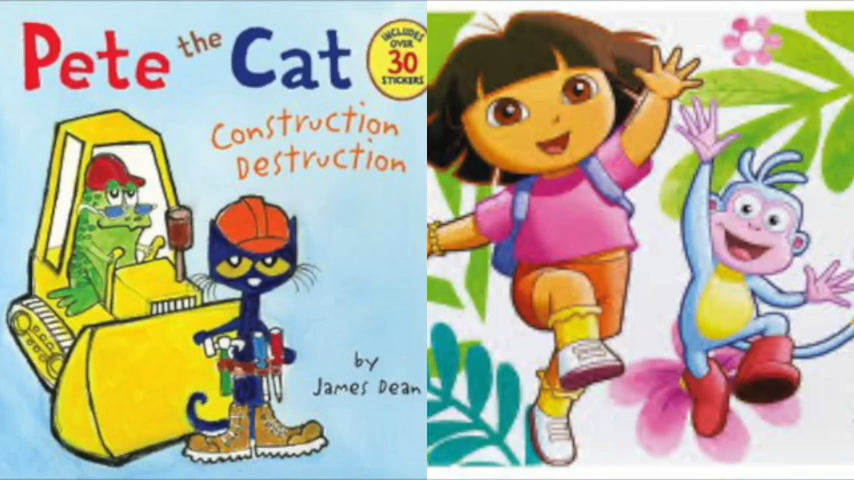 Pete the Cat
INCLUDES
OVER
30
STICKERS
Construction
Destruction
by
James Dean